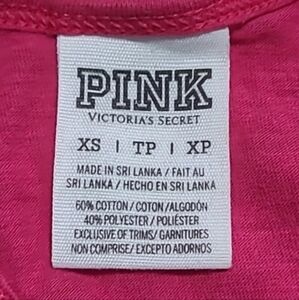 PINK
VICTORIA'S SECRET
XS | TP | XP
MADE IN SRI LANKA / FAIT AU
SRI LANKA / HECHO EN SRI LANKA
60% COTTON / COTON /ALGODÓN
40% POLYESTER / POLIÉSTER
EXCLUSIVE OF TRIMS/ GARNITURES
NON COMPRISE/ EXCEPTO ADORNOS